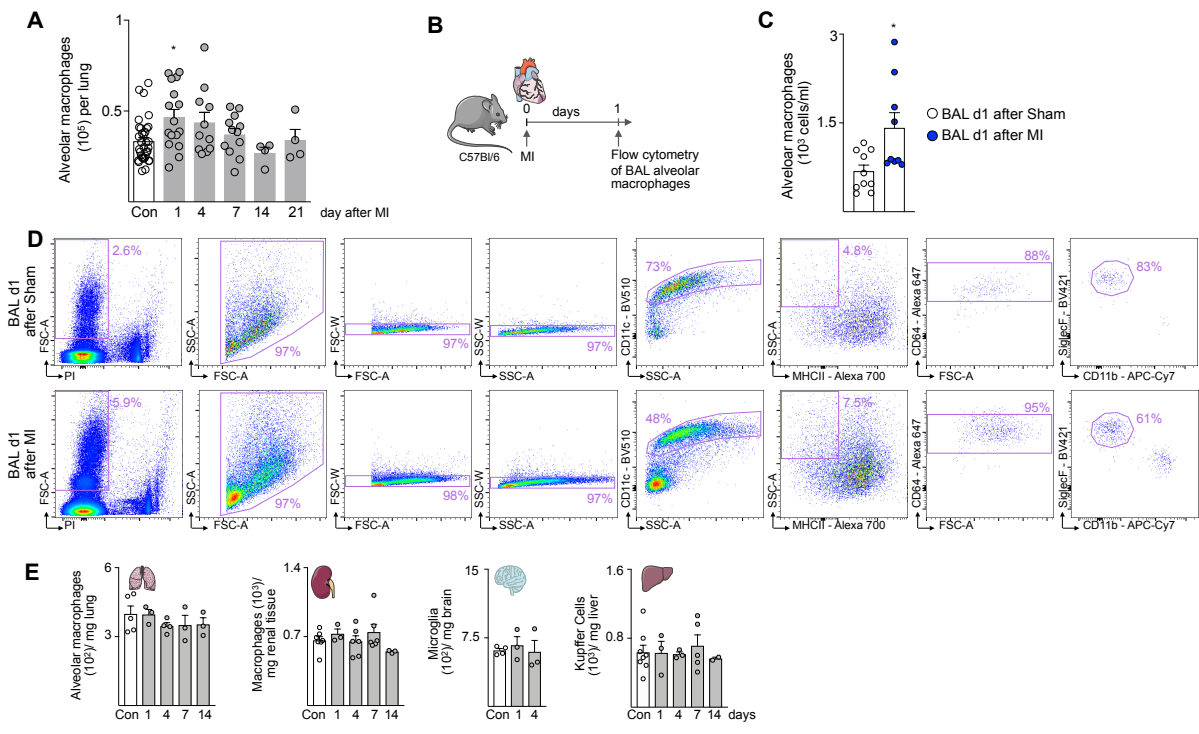 A
1
0.5
Alveolar macrophages
(10⁵) per lung
*
Con
1
4
7
14
21
day after MI
B
0
days
1
C57Bl/6
MI
Flow cytometry
of BAL alveolar
macrophages
C
3
1.5
Alveloar macrophages
(10³ cells/ml)
*
BAL d1 after Sham
BAL d1 after MI
D
BAL d1
after Sham
FSC-A
PI
2.6%
SSC-A
FSC-A
97%
FSC-W
FSC-A
97%
SSC-W
SSC-A
97%
CD11c - BV510
SSC-A
73%
SSC-A
MHCII - Alexa 700
4.8%
CD64 - Alexa 647
FSC-A
88%
SiglecF - BV421
CD11b - APC-Cy7
83%
BAL d1
after MI
FSC-A
PI
5.9%
SSC-A
FSC-A
97%
FSC-W
FSC-A
98%
SSC-W
SSC-A
97%
CD11c - BV510
SSC-A
48%
SSC-A
MHCII - Alexa 700
7.5%
CD64 - Alexa 647
FSC-A
95%
SiglecF - BV421
CD11b - APC-Cy7
61%
E
6
3
Alveolar macrophages
(10²)/ mg lung
Con 1 4 7 14
1.4
0.7
Macrophages (10³)/
mg renal tissue
Con 1 4 7 14
15
7.5
Microglia
(10²)/ mg brain
Con 1 4
1.6
0.8
Kupffer Cells
(10³)/ mg liver
Con 1 4 7 14 days